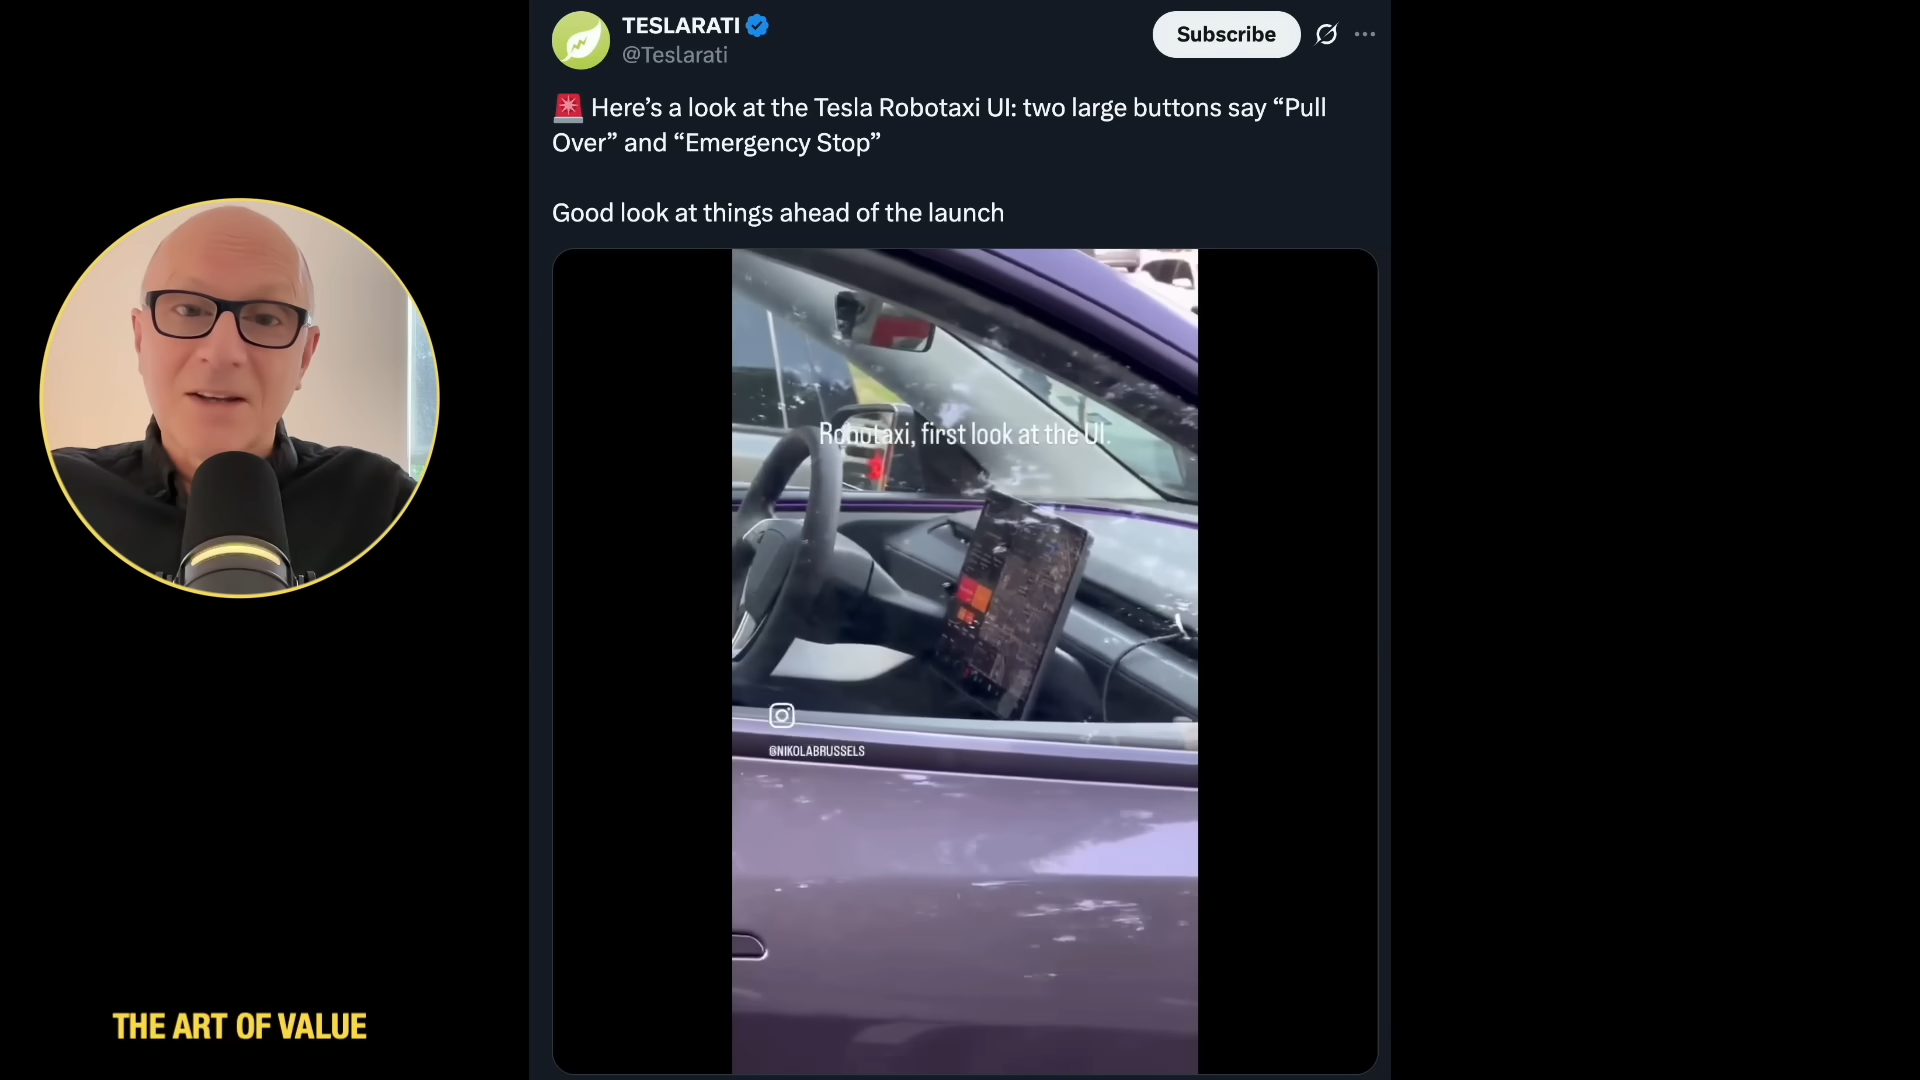 TESLARATI
@Teslarati
Subscribe
🚨 Here’s a look at the Tesla Robotaxi UI: two large buttons say “Pull
Over” and “Emergency Stop”
Good look at things ahead of the launch
Robotaxi, first look at the UI.
@NIKOLABRUSSELS
THE ART OF VALUE